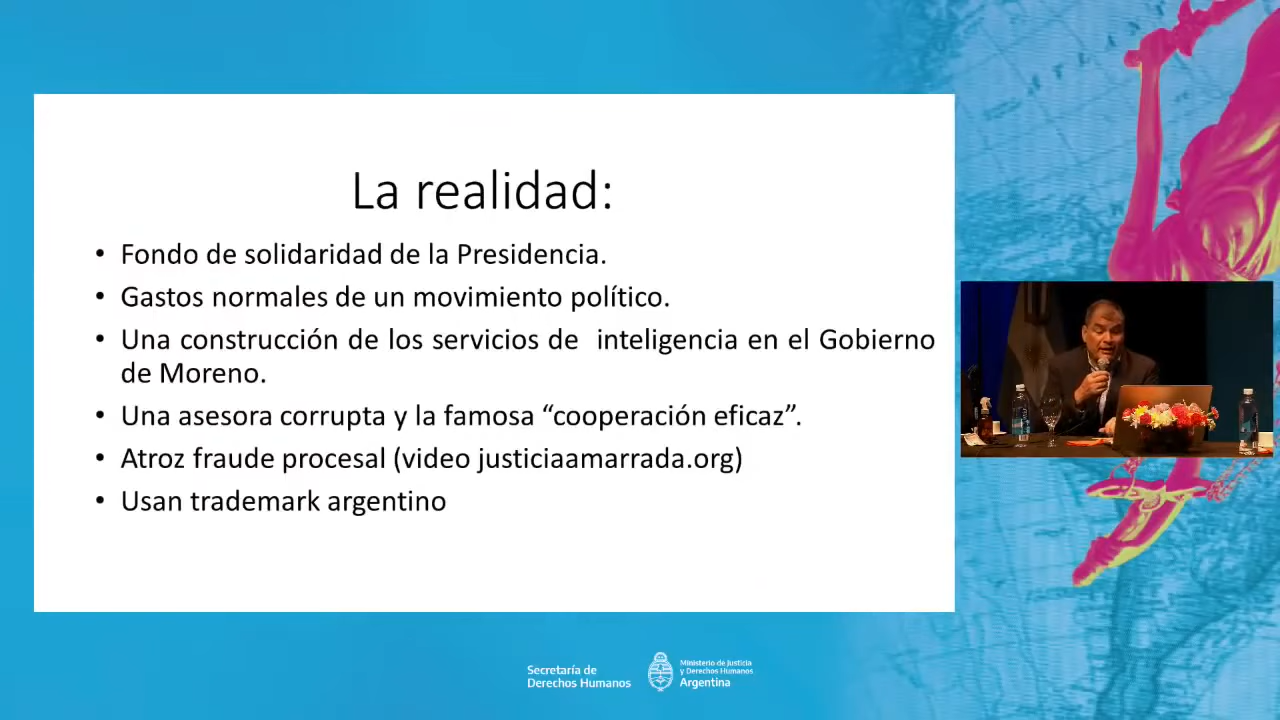 La realidad:
• Fondo de solidaridad de la Presidencia.
• Gastos normales de un movimiento político.
• Una construcción de los servicios de inteligencia en el Gobierno
de Moreno.
• Una asesora corrupta y la famosa “cooperación eficaz”.
• Atroz fraude procesal (video justiciaamarrada.org)
• Usan trademark argentino
Secretaría de
Derechos Humanos
Ministerio de Justicia
y Derechos Humanos
Argentina